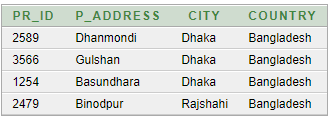 PR_ID P_ADDRESS CITY COUNTRY
2589 Dhanmondi Dhaka Bangladesh
3566 Gulshan Dhaka Bangladesh
1254 Basundhara Dhaka Bangladesh
2479 Binodpur Rajshahi Bangladesh